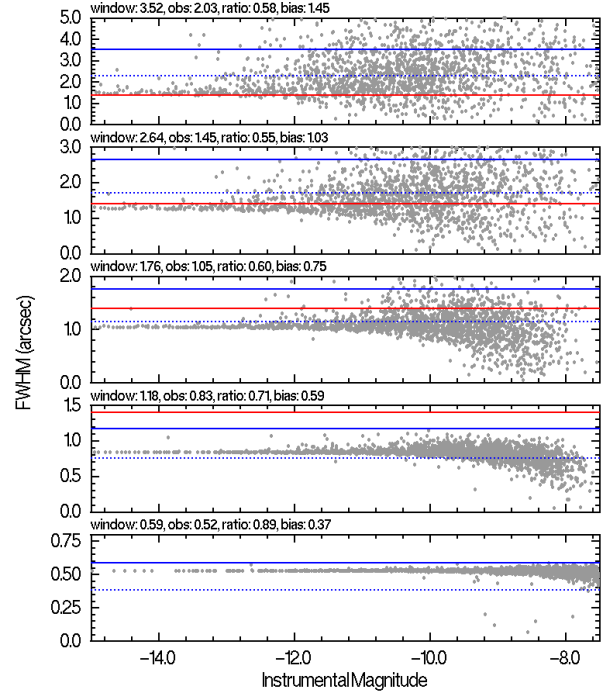 window: 3.52, obs: 2.03, ratio: 0.58, bias: 1.45
5.0
4.0
3.0
2.0
1.0
0.0
window: 2.64, obs: 1.45, ratio: 0.55, bias: 1.03
3.0
2.0
1.0
0.0
window: 1.76, obs: 1.05, ratio: 0.60, bias: 0.75
2.0
1.0
0.0
FWHM (arcsec)
window: 1.18, obs: 0.83, ratio: 0.71, bias: 0.59
1.5
1.0
0.5
0.0
window: 0.59, obs: 0.52, ratio: 0.89, bias: 0.37
0.75
0.50
0.25
0.0
−14.0 −12.0 −10.0 −8.0
Instrumental Magnitude